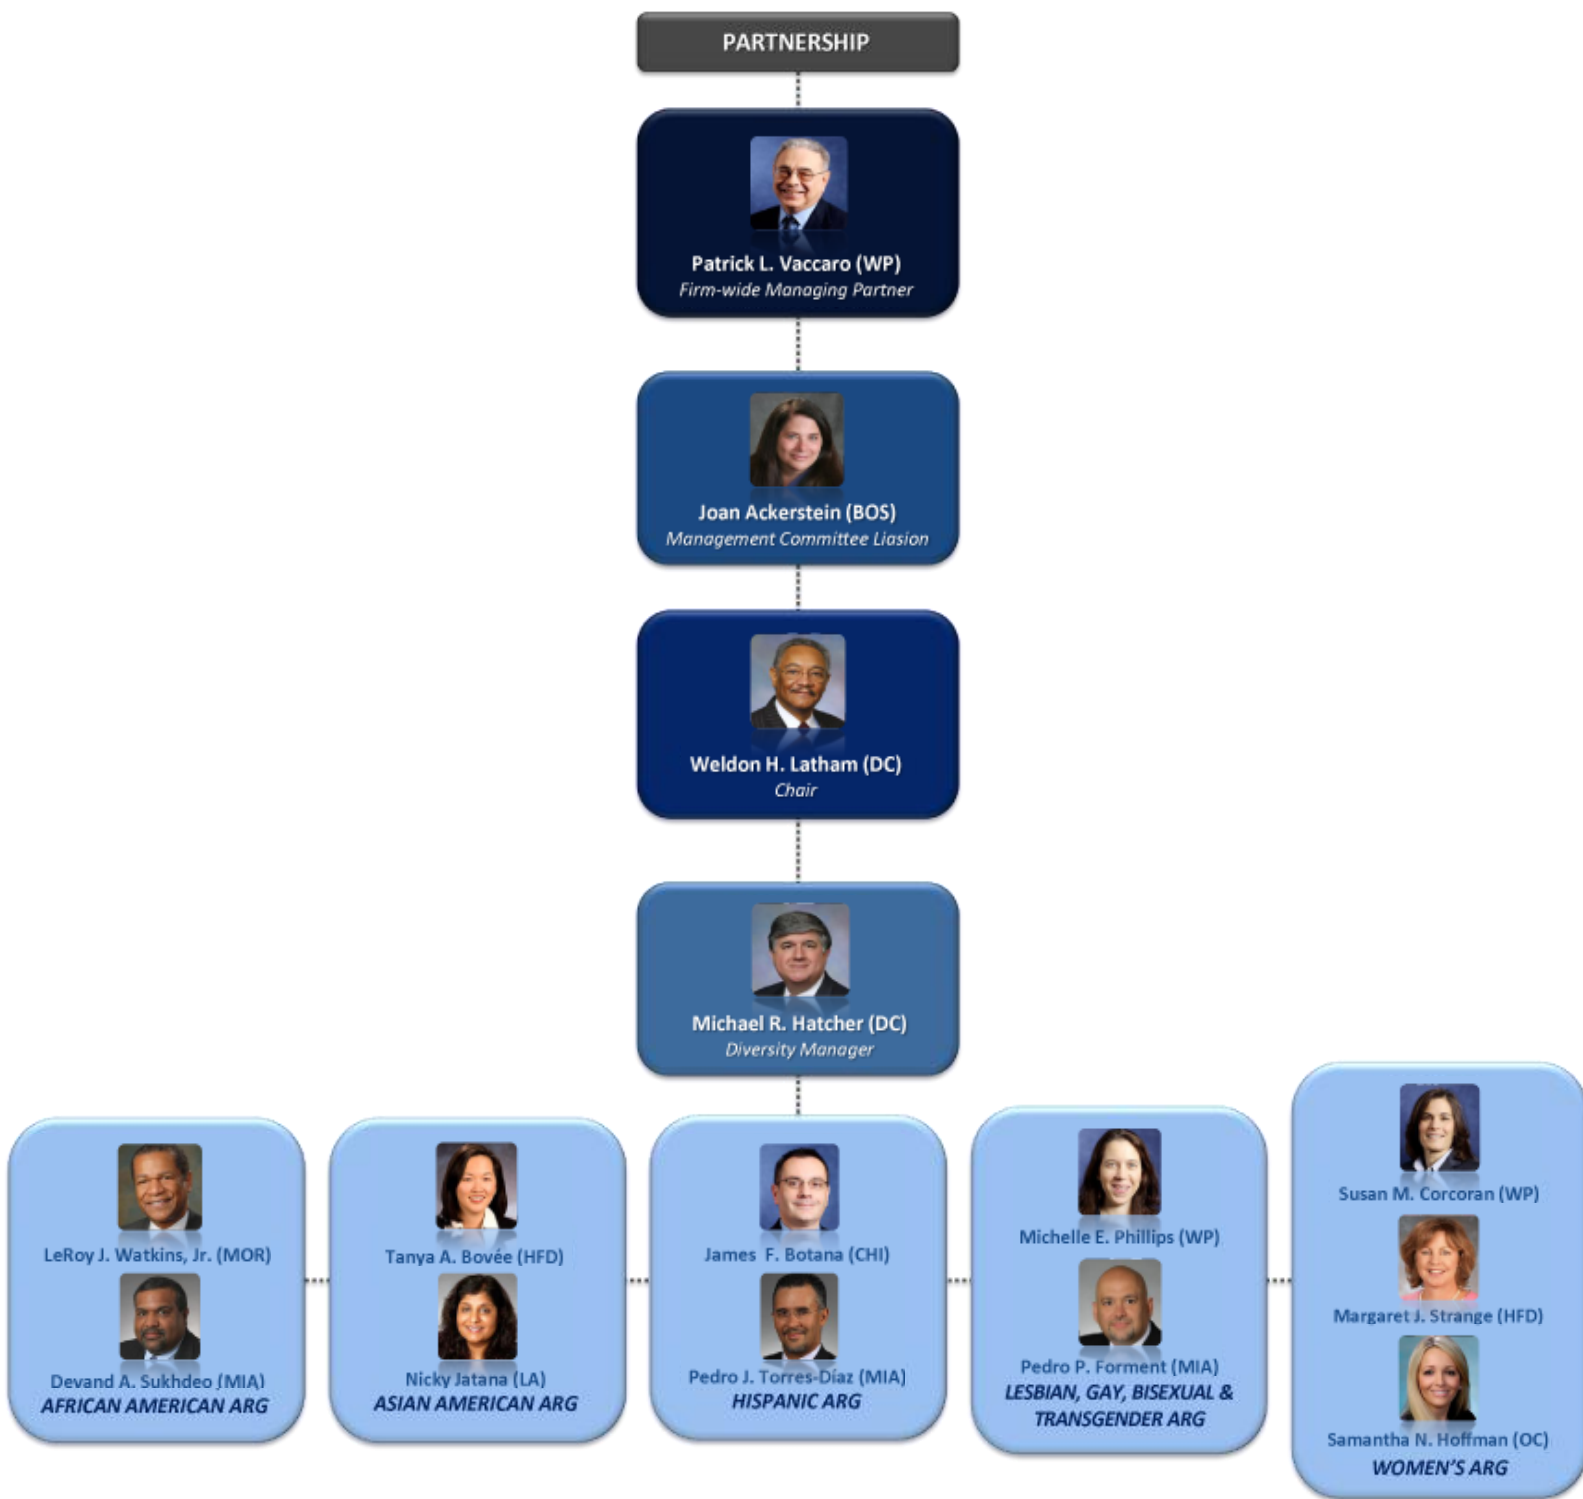 PARTNERSHIP
Patrick L. Vaccaro (WP)
Firm-wide Managing Partner
Joan Ackerstein (BOS)
Management Committee Liasion
Weldon H. Latham (DC)
Chair
Michael R. Hatcher (DC)
Diversity Manager
LeRoy J. Watkins, Jr. (MOR)
Devand A. Sukhdeo (MIA)
AFRICAN AMERICAN ARG
Tanya A. Bovée (HFD)
Nicky Jatana (LA)
ASIAN AMERICAN ARG
James F. Botana (CHI)
Pedro J. Torres-Díaz (MIA)
HISPANIC ARG
Michelle E. Phillips (WP)
Pedro P. Forment (MIA)
LESBIAN, GAY, BISEXUAL &
TRANSGENDER ARG
Susan M. Corcoran (WP)
Margaret J. Strange (HFD)
Samantha N. Hoffman (OC)
WOMEN'S ARG